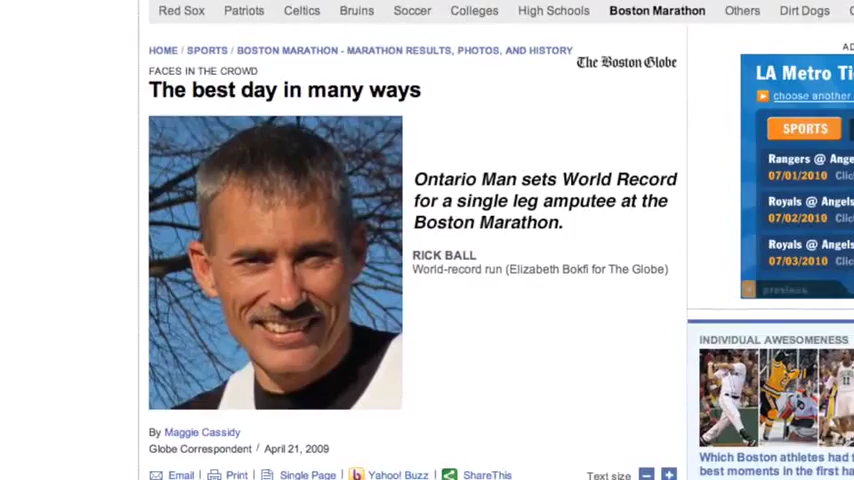 Red Sox Patriots Celtics Bruins Soccer Colleges High Schools Boston Marathon Others Dirt Dogs
HOME / SPORTS / BOSTON MARATHON - MARATHON RESULTS, PHOTOS, AND HISTORY
The Boston Globe
FACES IN THE CROWD
The best day in many ways
Ontario Man sets World Record
for a single leg amputee at the
Boston Marathon.
RICK BALL
World-record run (Elizabeth Bokfi for The Globe)
By Maggie Cassidy
Globe Correspondent / April 21, 2009
Email | Print | Single Page | Yahoo! Buzz | ShareThis Text size
LA Metro
choose another
SPORTS
Rangers @
07/01/2010
Royals @ Angels
07/02/2010
Royals @ Angels
07/03/2010
previous
INDIVIDUAL AWESOMENESS
Which Boston athletes had
best moments in the first